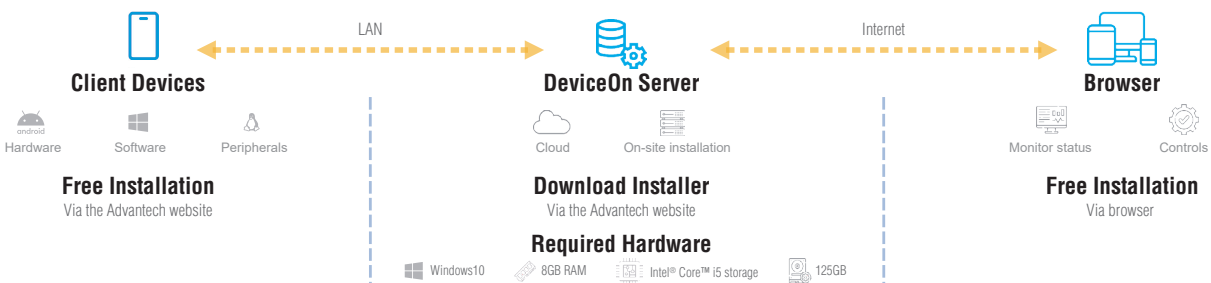 LAN
Internet
Client Devices
DeviceOn Server
Browser
android
Hardware
Software
Peripherals
Cloud
On-site installation
Monitor status
Controls
Free Installation
Via the Advantech website
Download Installer
Via the Advantech website
Free Installation
Via browser
Required Hardware
Windows10
8GB RAM
Intel® Core™ i5 storage
125GB